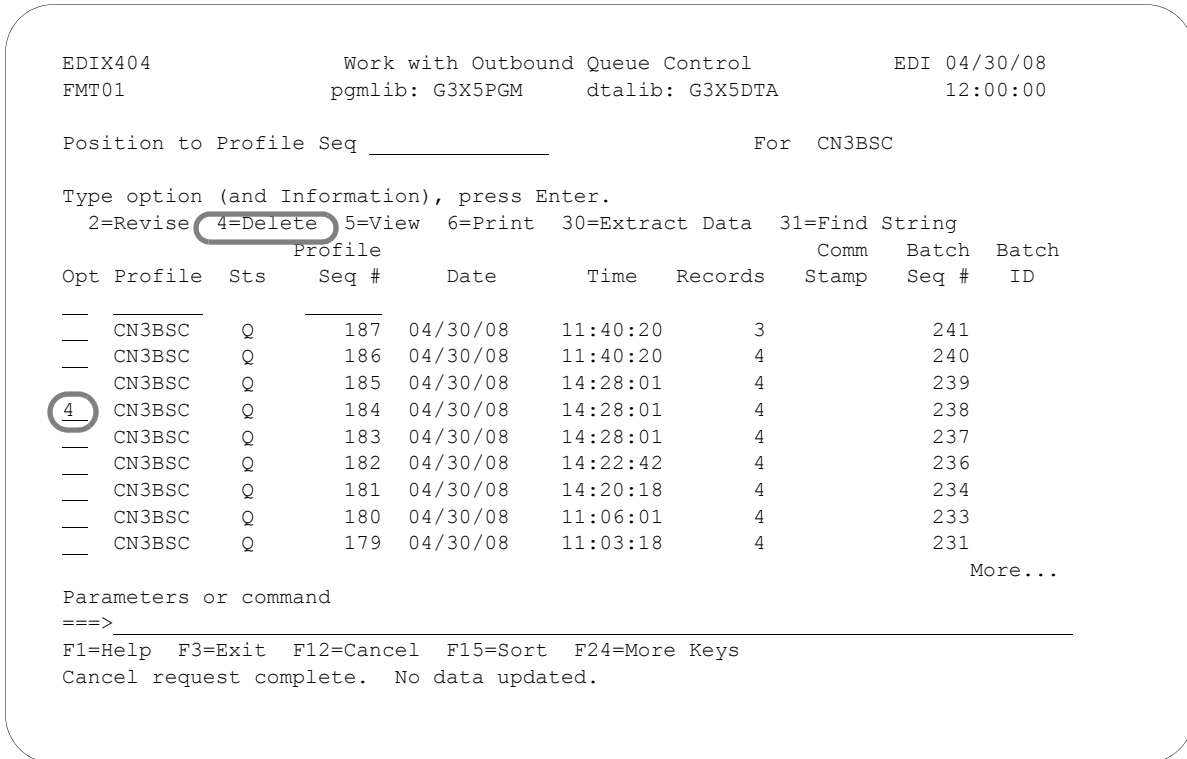 EDIX404 Work with Outbound Queue Control EDI 04/30/08
FMT01 pgmlib: G3X5PGM dtalib: G3X5DTA 12:00:00
Position to Profile Seq For CN3BSC
Type option (and Information), press Enter.
2=Revise 4=Delete 5=View 6=Print 30=Extract Data 31=Find String
Profile Comm Batch Batch
Opt Profile Sts Seq # Date Time Records Stamp Seq # ID
CN3BSC Q 187 04/30/08 11:40:20 3 241
CN3BSC Q 186 04/30/08 11:40:20 4 240
CN3BSC Q 185 04/30/08 14:28:01 4 239
4 CN3BSC Q 184 04/30/08 14:28:01 4 238
CN3BSC Q 183 04/30/08 14:28:01 4 237
CN3BSC Q 182 04/30/08 14:22:42 4 236
CN3BSC Q 181 04/30/08 14:20:18 4 234
CN3BSC Q 180 04/30/08 11:06:01 4 233
CN3BSC Q 179 04/30/08 11:03:18 4 231
More...
Parameters or command
===>
F1=Help F3=Exit F12=Cancel F15=Sort F24=More Keys
Cancel request complete. No data updated.